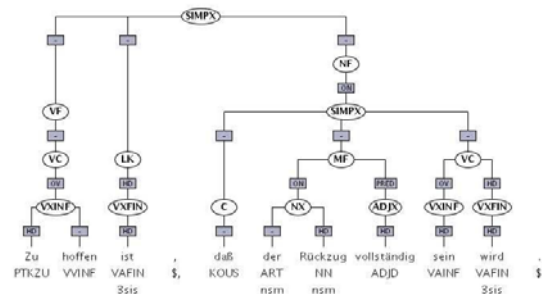 SIMPX
- - -
NF
ON
VF SIMPX
- - - -
VC LK MF VC
OV HD ON PRED OV HD
VXINF VXFIN C NX ADJX VXINF VXFIN
HD - HD - - HD HD HD HD
Zu hoffen ist , daß der Rückzug vollständig sein wird .
PTKZU VVINF VAFIN $, KOUS ART NN ADJD VAINF VAFIN $
3sis nsm nsm 3sis